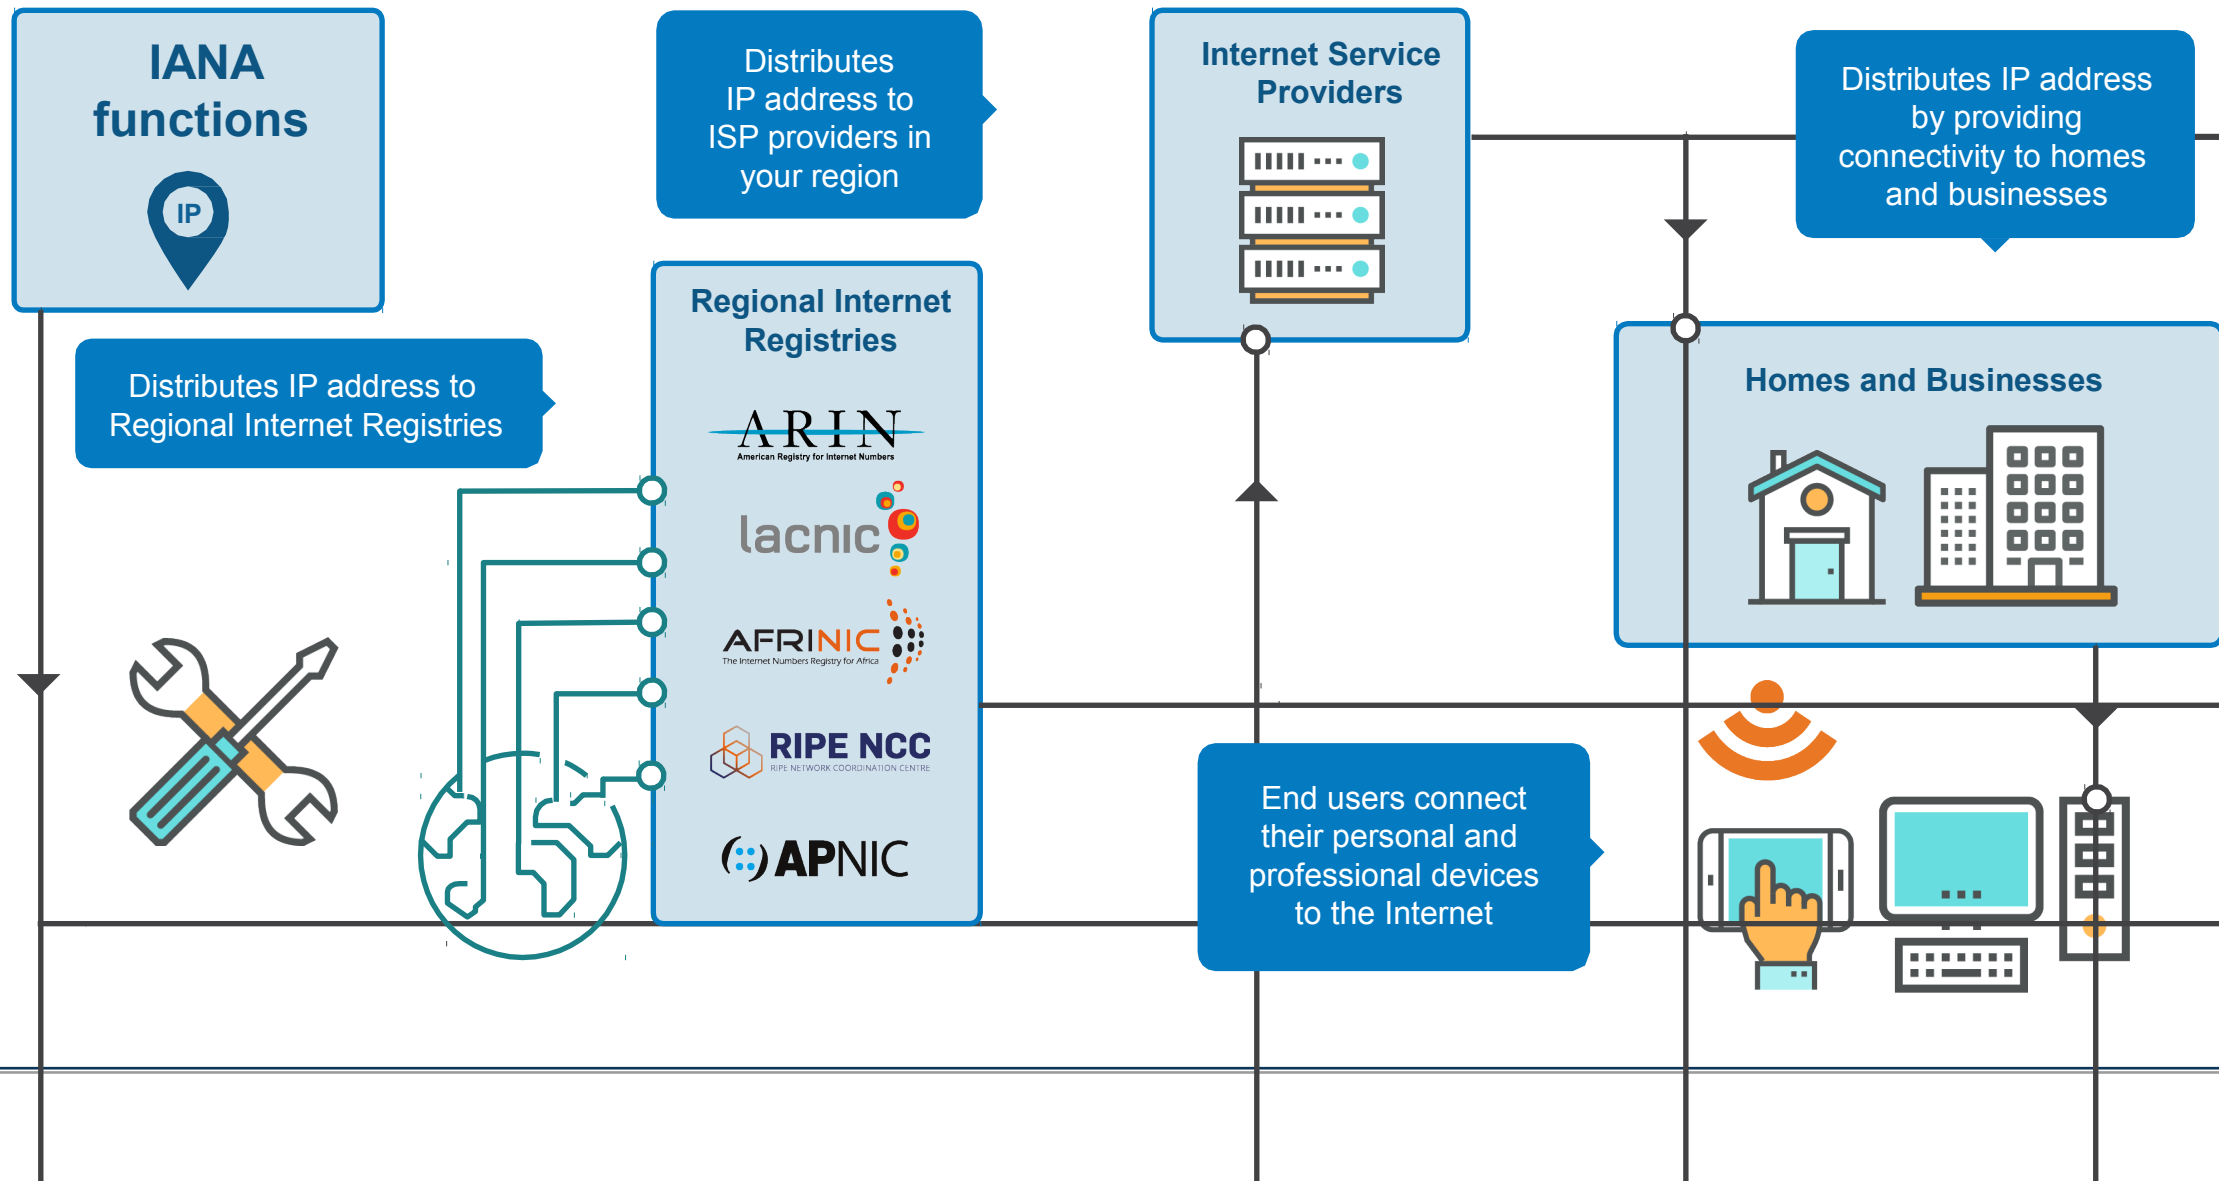 IANA
functions
IP
Distributes IP address to
Regional Internet Registries
Distributes
IP address to
ISP providers in
your region
Regional Internet
Registries
ARIN
American Registry for Internet Numbers
lacnic
AFRINIC
The Internet Numbers Registry for Africa
RIPE NCC
RIPE NETWORK COORDINATION CENTRE
APNIC
Internet Service
Providers
Distributes IP address
by providing
connectivity to homes
and businesses
Homes and Businesses
End users connect
their personal and
professional devices
to the Internet